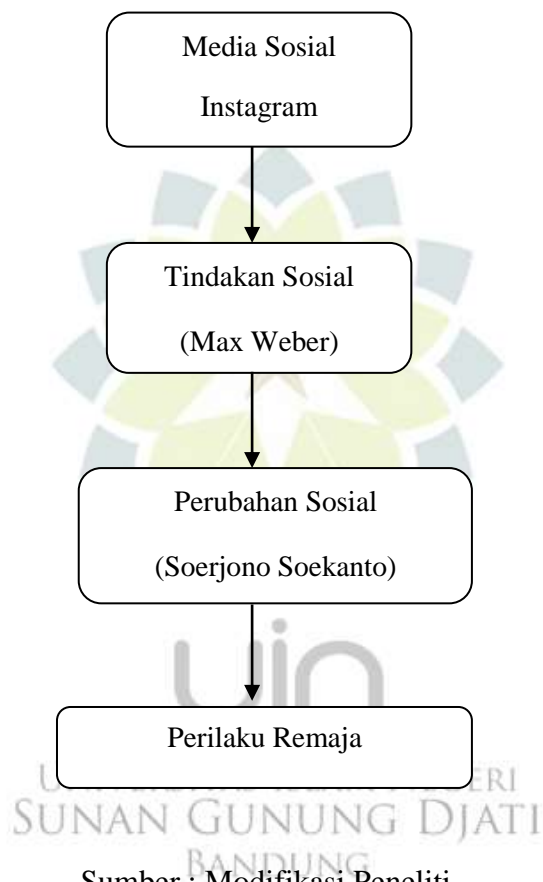 Media Sosial
Instagram
Tindakan Sosial
(Max Weber)
Perubahan Sosial
(Soerjono Soekanto)
uin
Perilaku Remaja
SUNAN GUNUNG DJATI
BANDUNG
Sumber : Modifikasi Peneliti